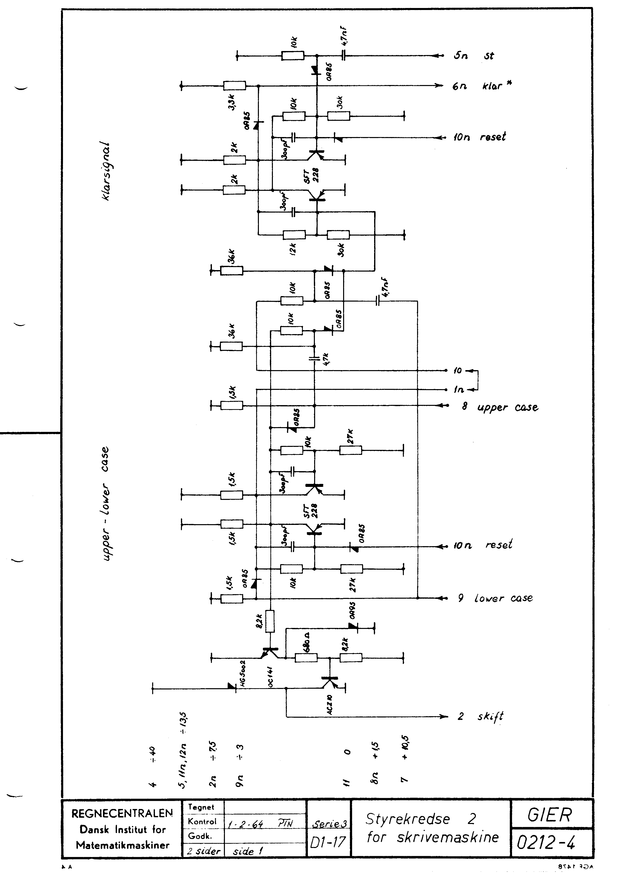 10k
4,7nF
5n st
OA85
3,3k
6n klar*
OA85
10k
30k
300pF
10n reset
2k
SFT
228
2k
300pF
12k
30k
klarsignal
36k
OA85
10k
4,7nF
10k
OA85
36k
4,7k
10
1n
1,5k
8 upper case
OA85
10k
27k
300pF
1,5k
SFT
228
1,5k
300pF
OA85
10n reset
10k
27k
OA85
1,5k
9 lower case
upper-lower case
8,2k
OA95
OC141
680Ω
8,2k
HG5002
ACZ10
2 skift
4 ÷40
5, 11n, 12n ÷13,5
2n ÷7,5
9n ÷3
11 0
8n +1,5
7 +10,5
REGNECENTRALEN
Dansk Institut for
Matematikmaskiner
Tegnet
Kontrol 1-2-64 PTN
Godk.
2 sider side 1
Serie 3
D1-17
Styrekredse 2
for skrivemaskine
GIER
0212-4